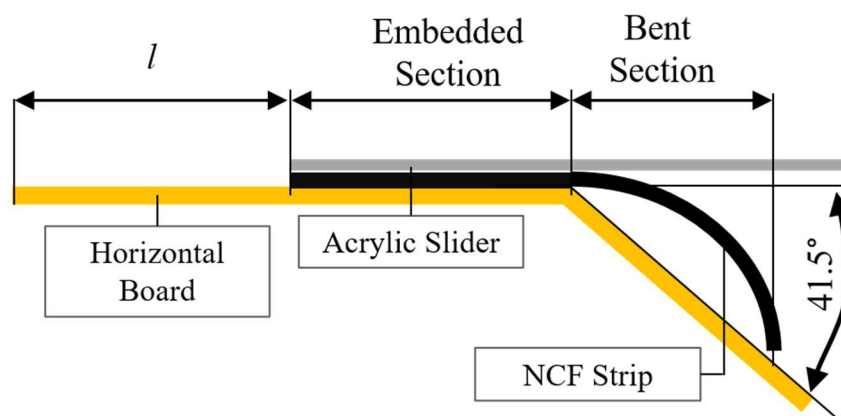 l
Embedded
Section
Bent
Section
Horizontal
Board
Acrylic Slider
NCF Strip
41.5°